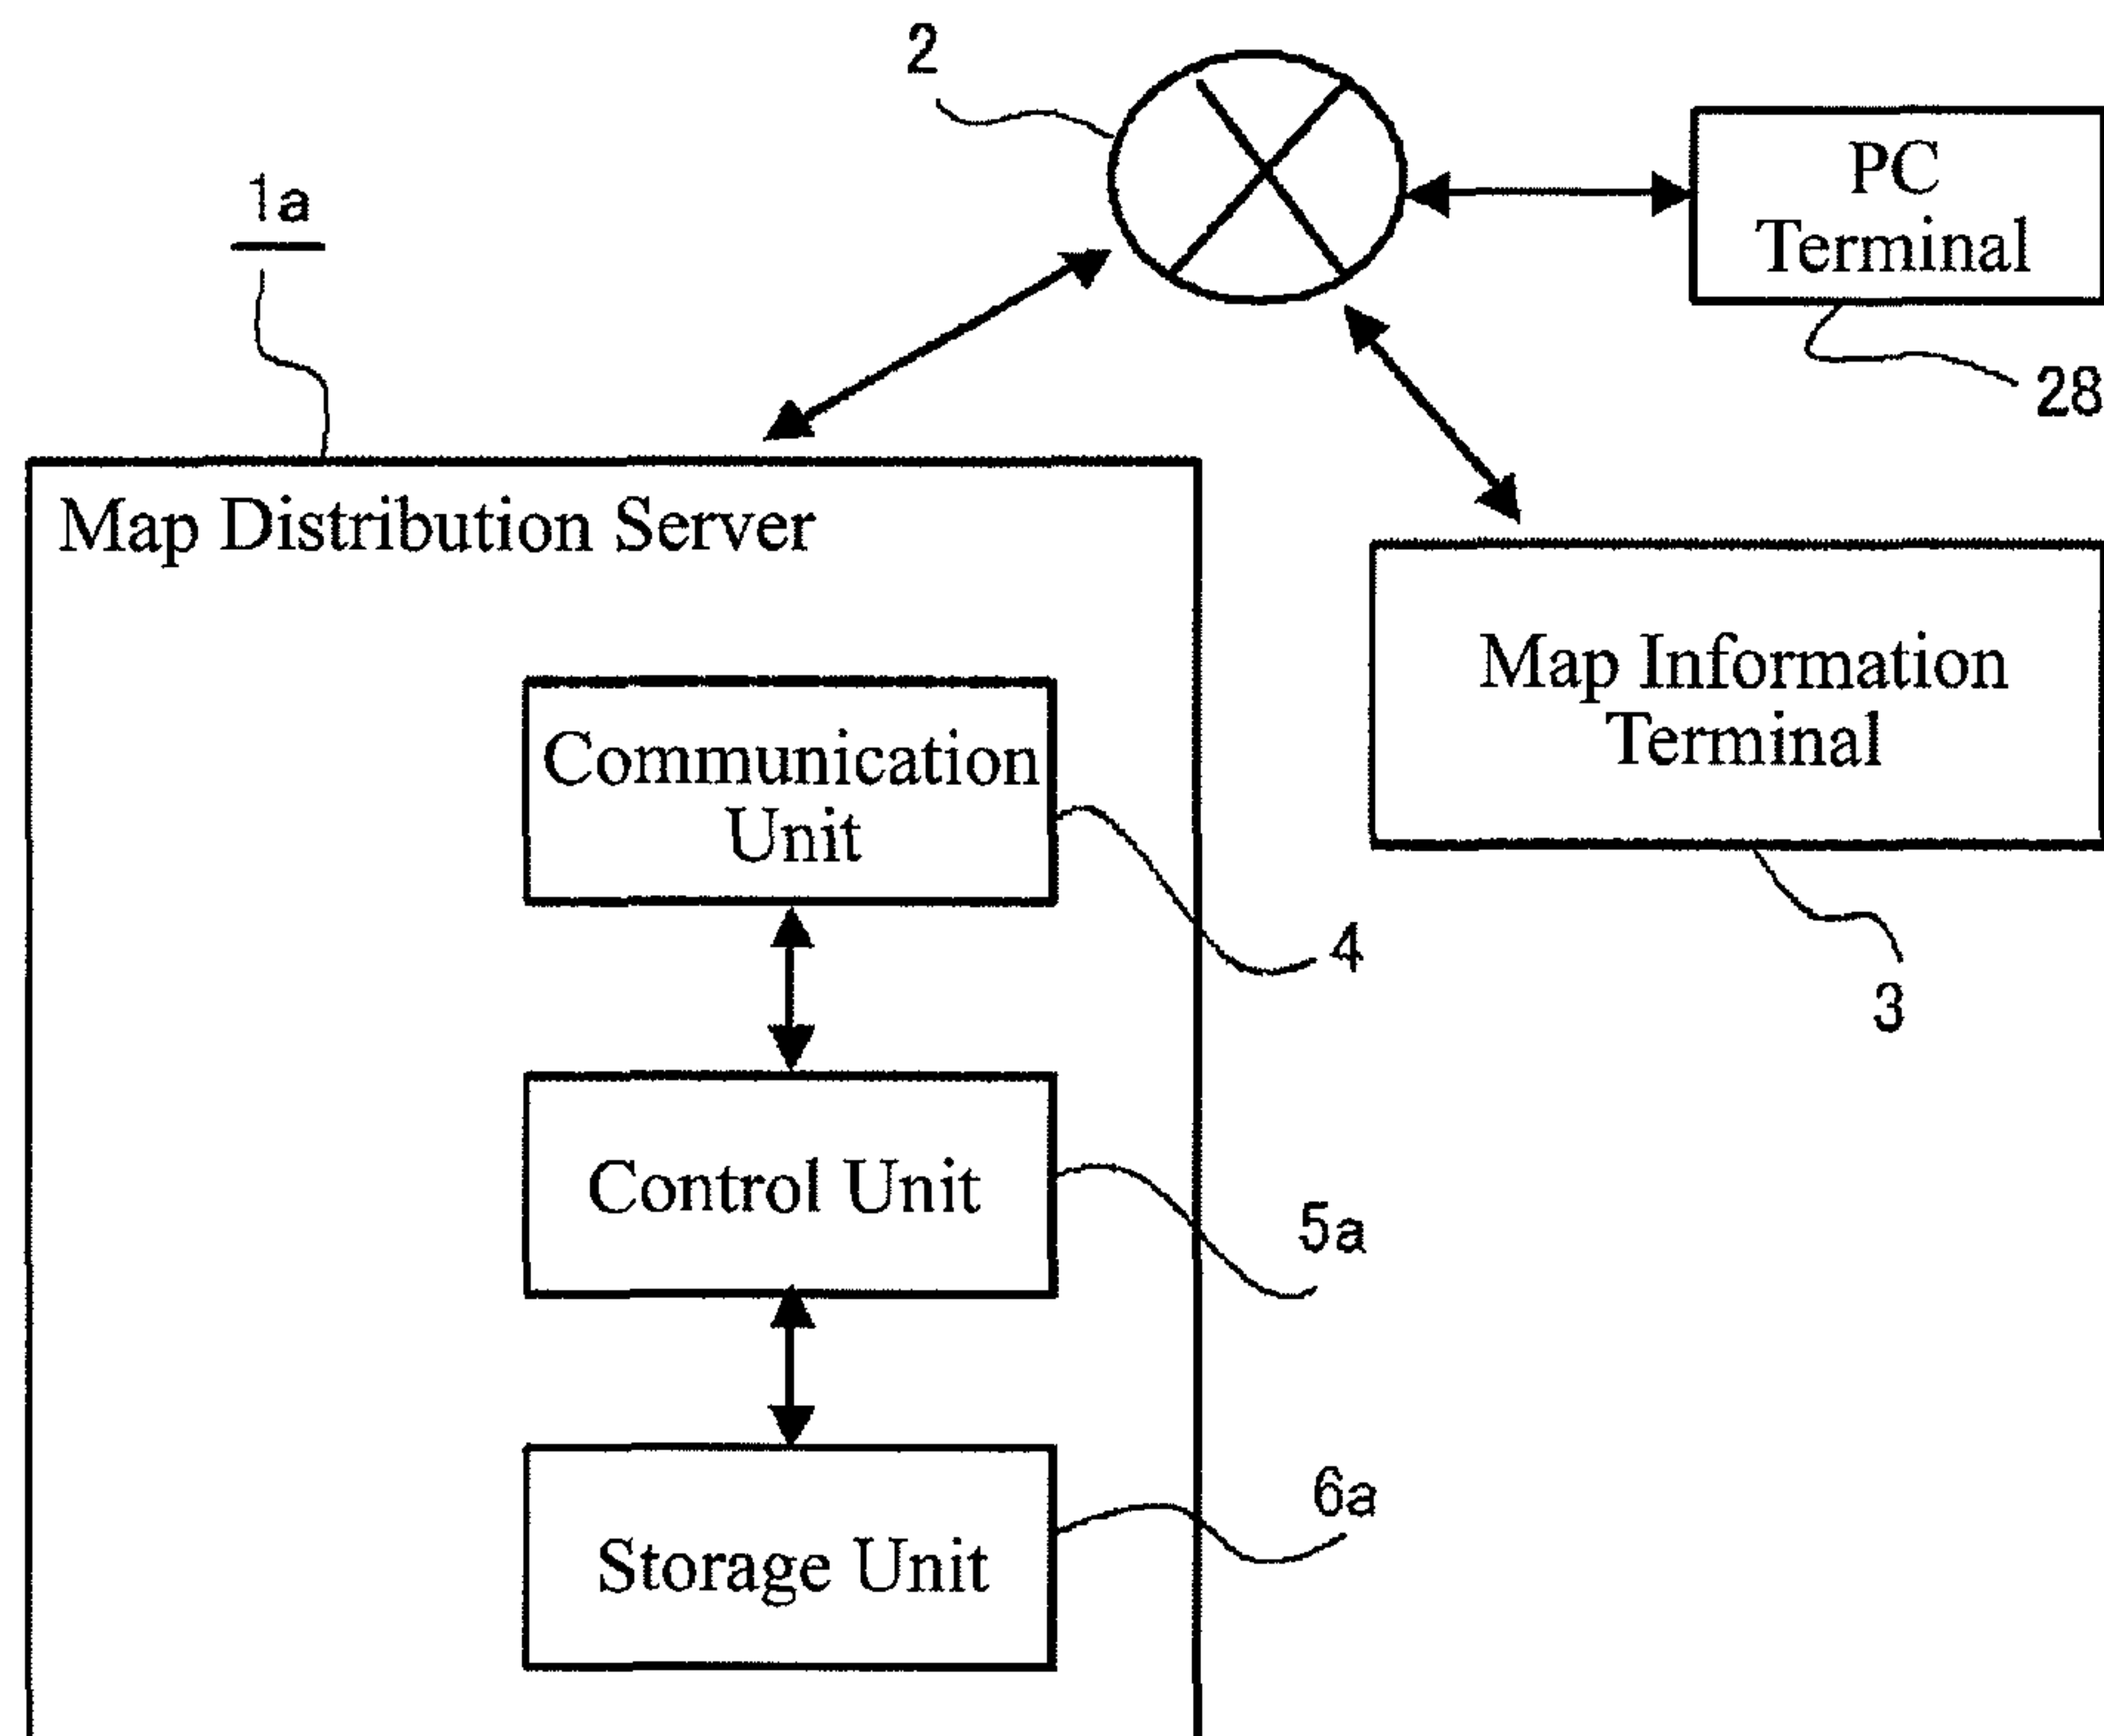 2
1a
PC
Terminal
28
Map Distribution Server
Map Information
Terminal
3
Communication
Unit
4
Control Unit
5a
Storage Unit
6a